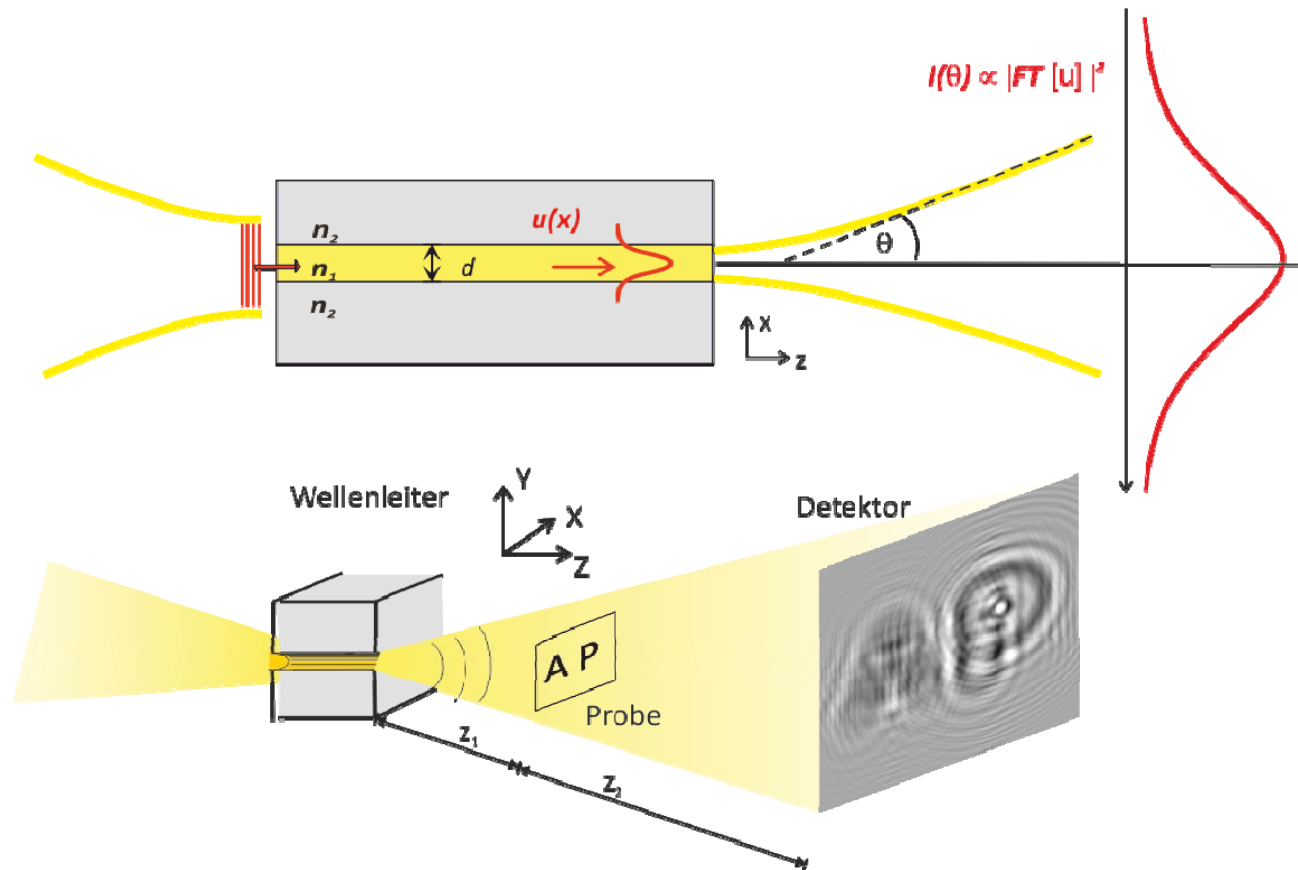 I(θ) ∝ |FT [u] |²
n₂
u(x)
n₁
d
θ
n₂
X
z
Wellenleiter
Y
X
Z
Detektor
A P
Probe
z₁
z₂